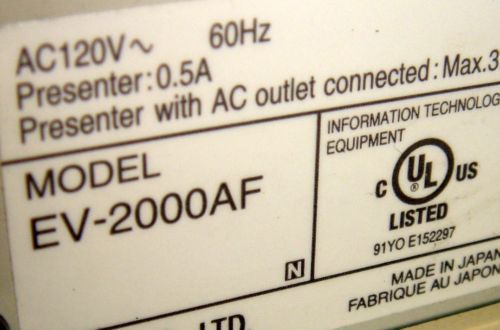 AC120V~ 60Hz
Presenter:0.5A
Presenter with AC outlet connected:Max.3
MODEL
EV-2000AF
N
INFORMATION TECHNOLOG
EQUIPMENT
C UL US
®
LISTED
91YO E152297
MADE IN JAPAN
FABRIQUE AU JAPON
LTD